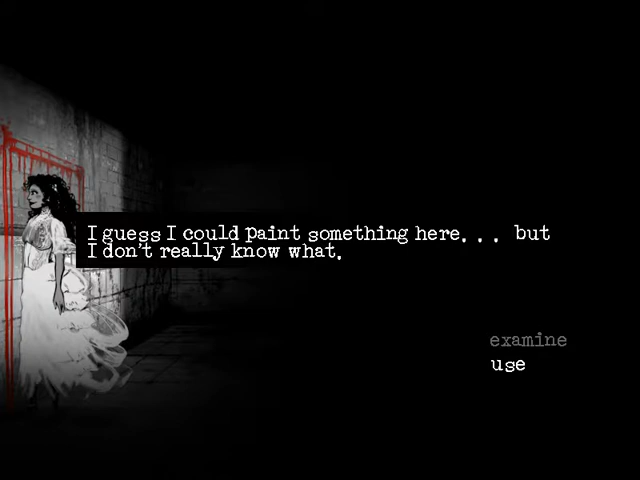 I guess I could paint something here. . . but
I don't really know what.
examine
use